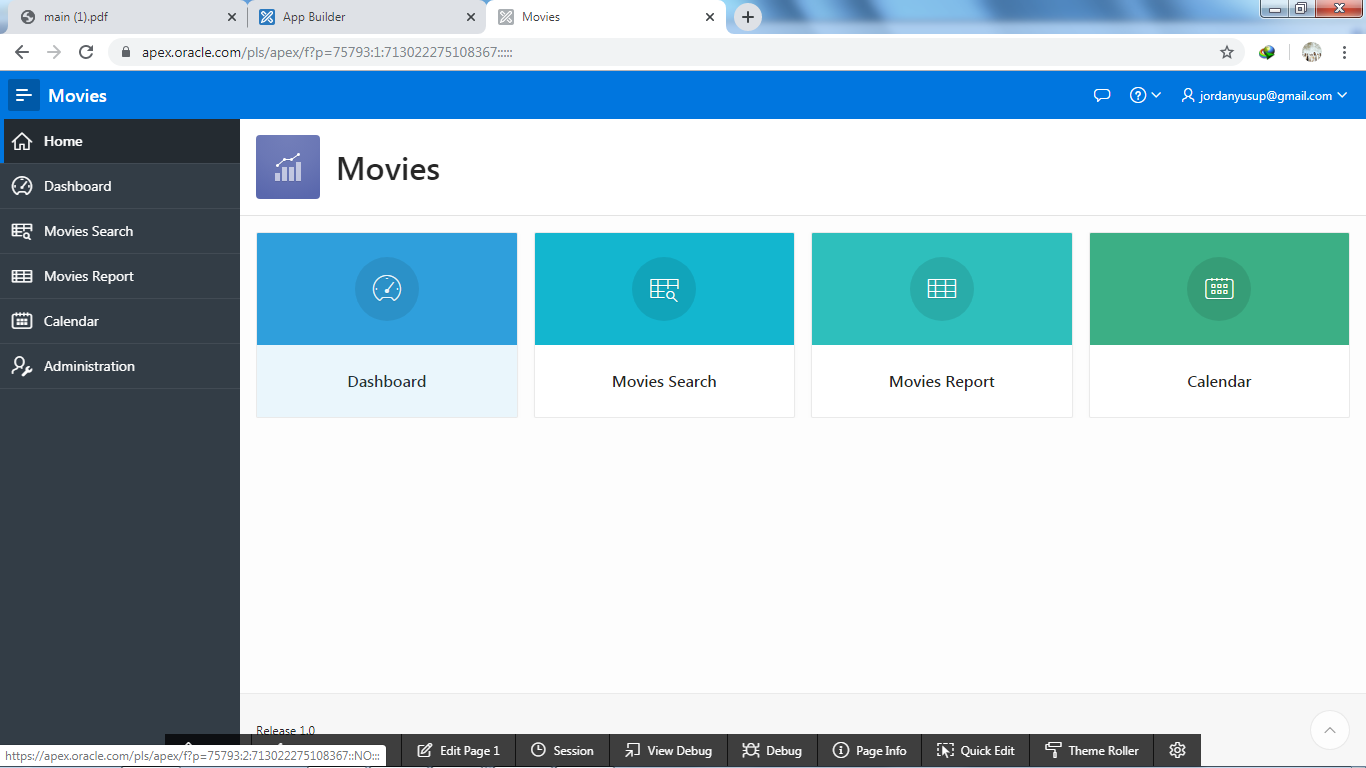 main (1).pdf
App Builder
Movies
apex.oracle.com/pls/apex/f?p=75793:1:713022275108367:::::
Movies
jordanyusup@gmail.com
Home
Dashboard
Movies Search
Movies Report
Calendar
Administration
Movies
Dashboard
Movies Search
Movies Report
Calendar
Release 1.0
https://apex.oracle.com/pls/apex/f?p=75793:2:713022275108367::NO:::
Edit Page 1
Session
View Debug
Debug
Page Info
Quick Edit
Theme Roller